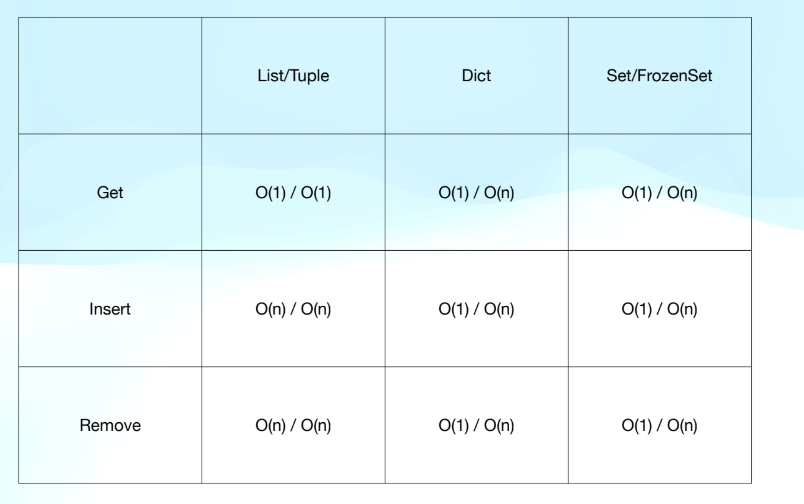 List/Tuple Dict Set/FrozenSet
Get O(1) / O(1) O(1) / O(n) O(1) / O(n)
Insert O(n) / O(n) O(1) / O(n) O(1) / O(n)
Remove O(n) / O(n) O(1) / O(n) O(1) / O(n)